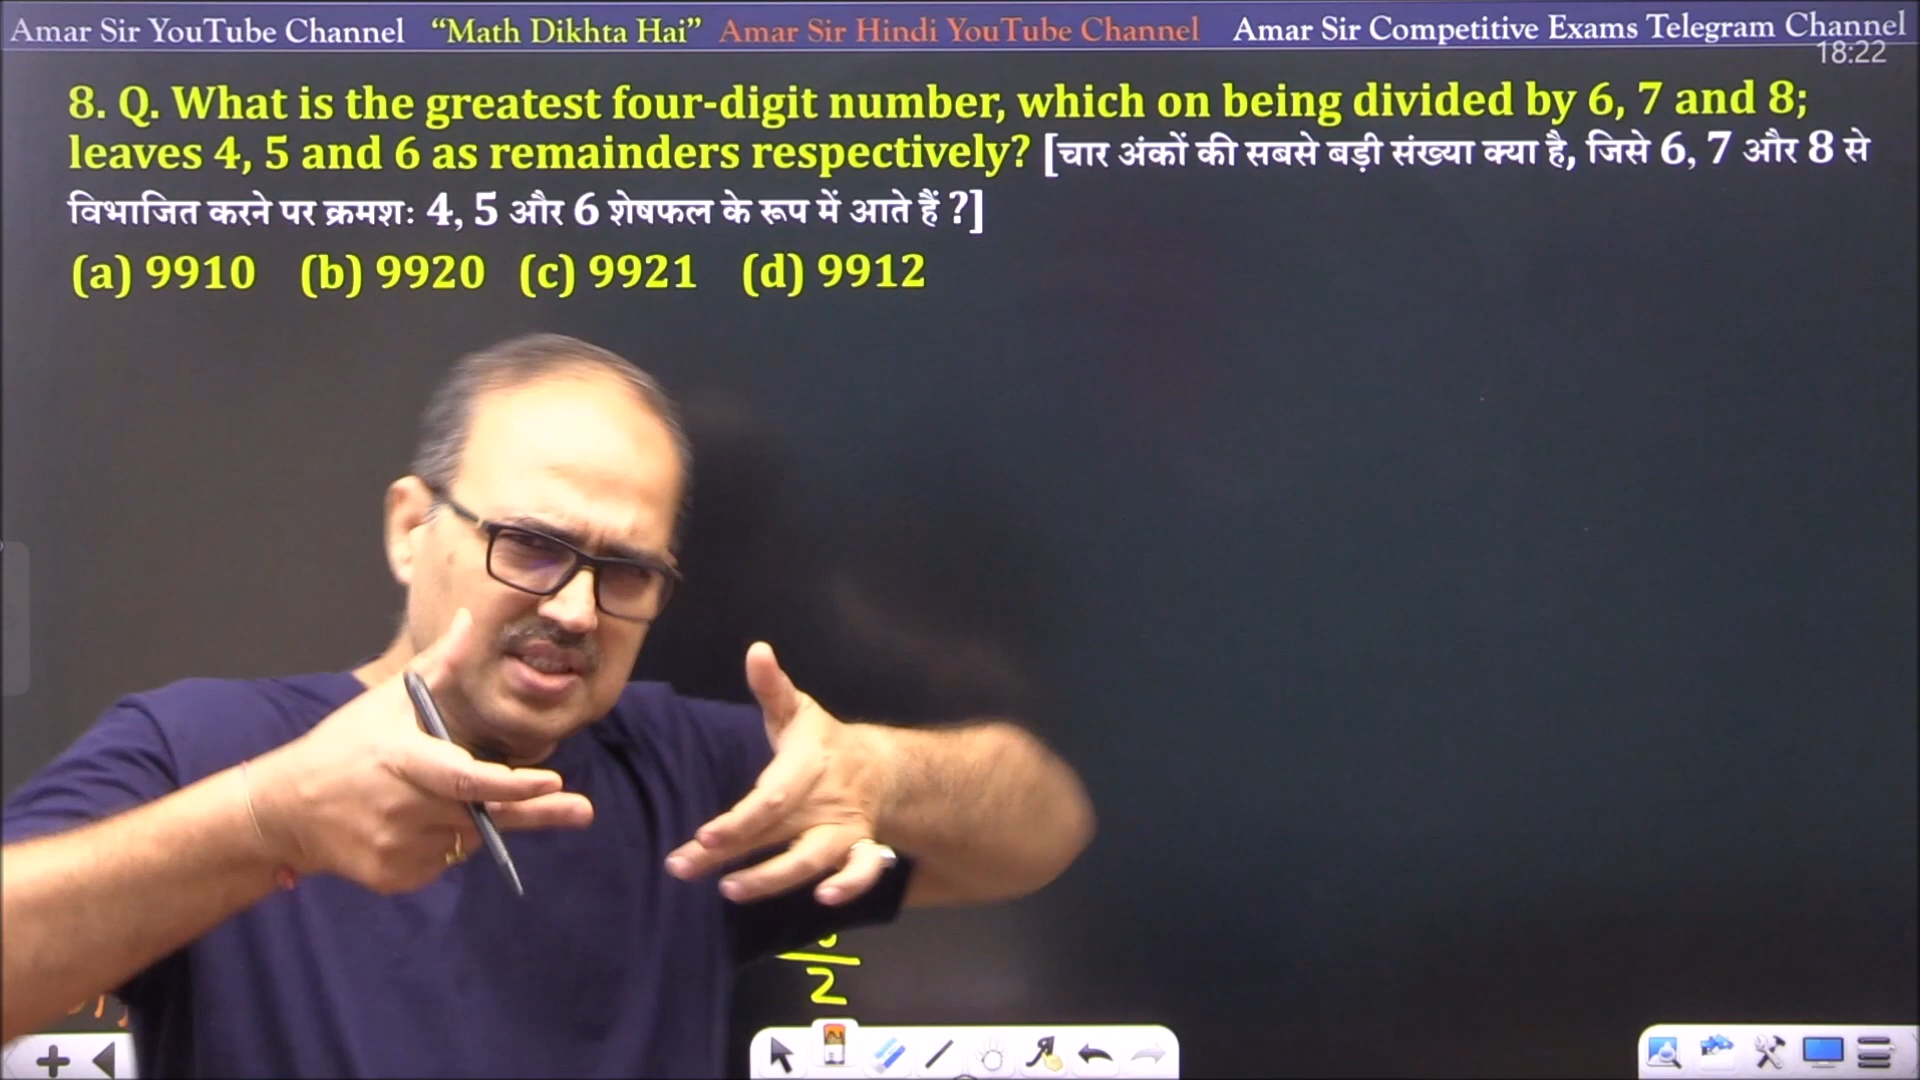 Amar Sir YouTube Channel “Math Dikhta Hai” Amar Sir Hindi YouTube Channel Amar Sir Competitive Exams Telegram Channel
18:22
8. Q. What is the greatest four-digit number, which on being divided by 6, 7 and 8;
leaves 4, 5 and 6 as remainders respectively? [चार अंकों की सबसे बड़ी संख्या क्या है, जिसे 6, 7 और 8 से
विभाजित करने पर क्रमशः 4, 5 और 6 शेषफल के रूप में आते हैं ?]
(a) 9910 (b) 9920 (c) 9921 (d) 9912
2